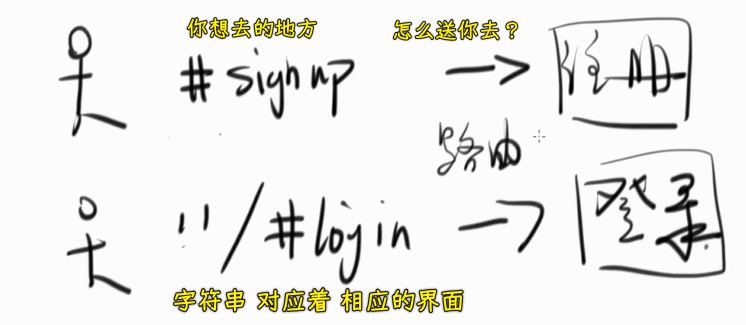 你想去的地方 怎么送你去？
#signup → 注册
路由
''/#login → 登录
字符串 对应着 相应的界面